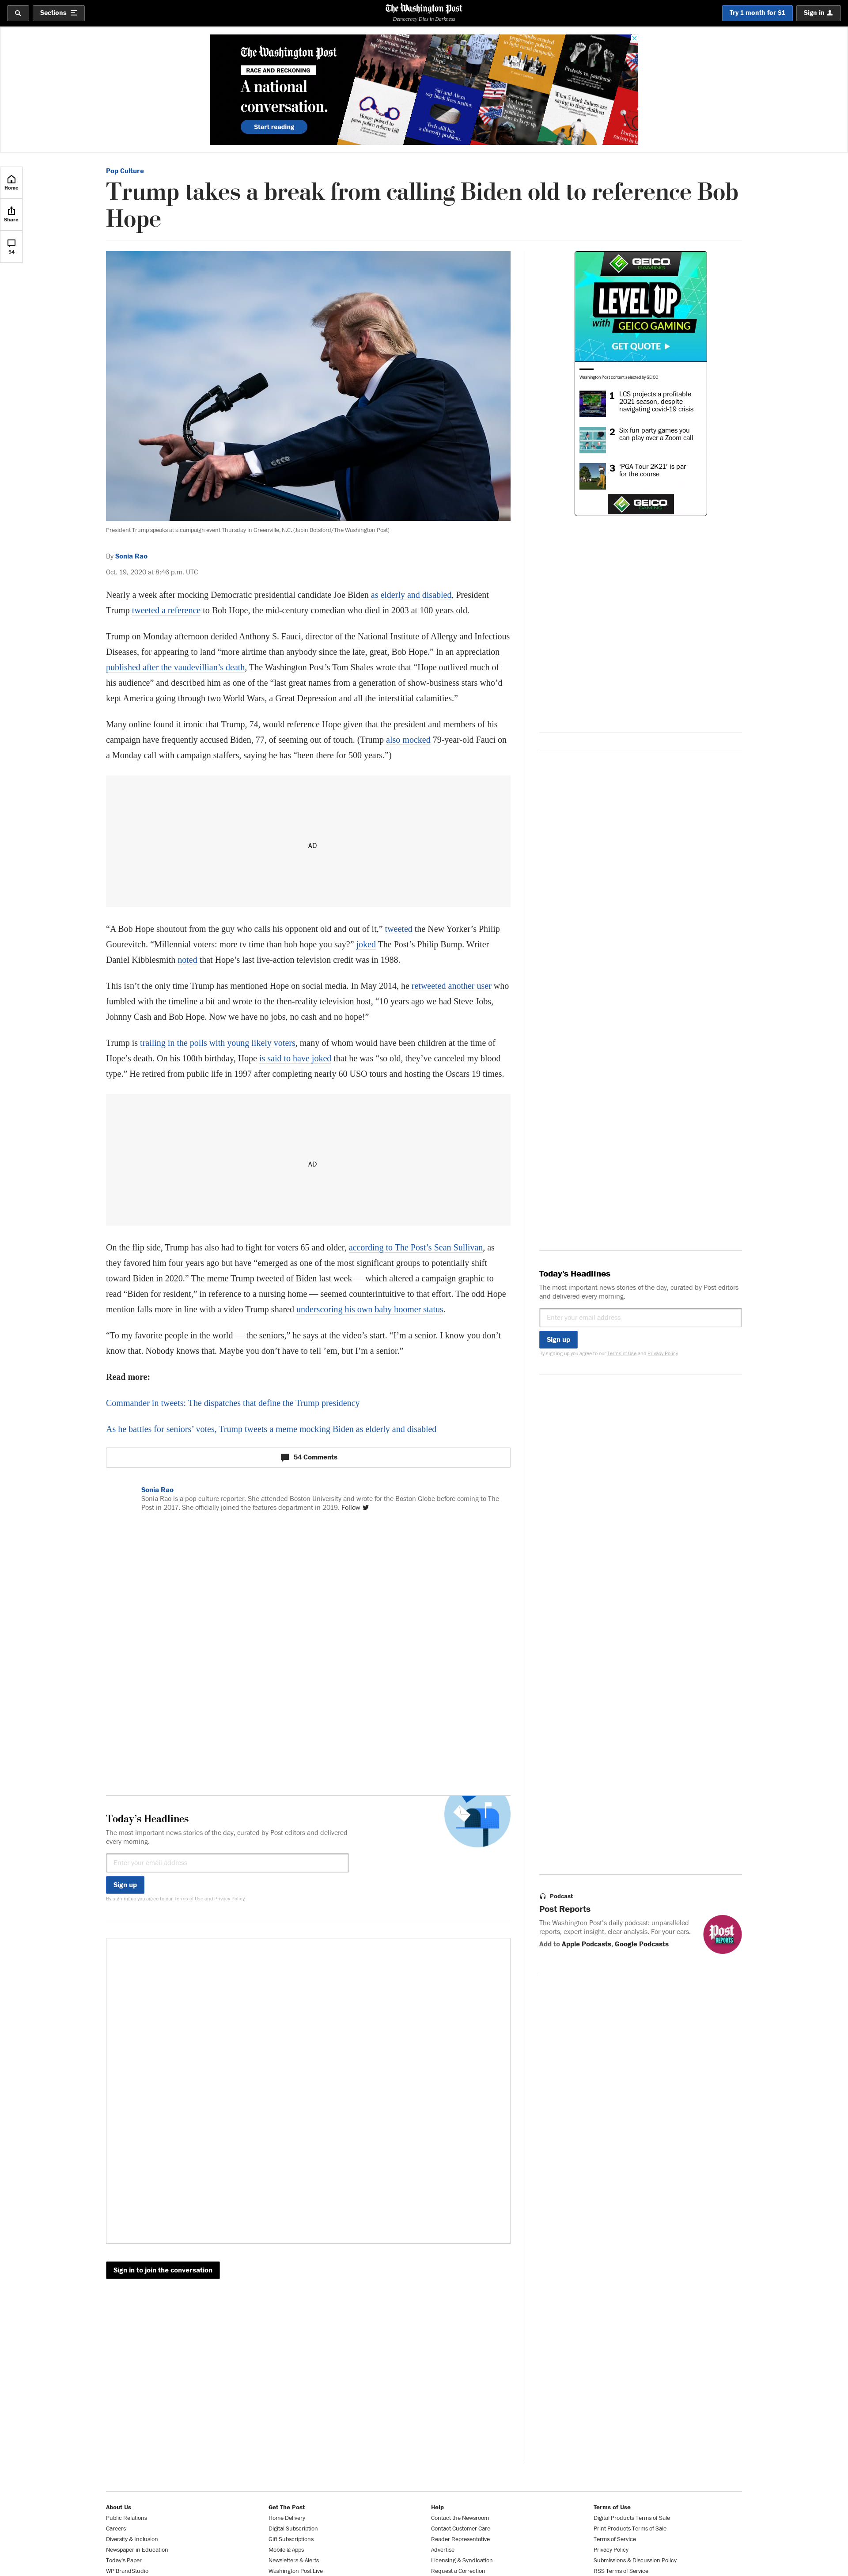 Sections
The Washington Post
Democracy Dies in Darkness
Try 1 month for $1
Sign in
The Washington Post
RACE AND RECKONING
A national
conversation.
Start reading
Home
Share
54
Pop Culture
Trump takes a break from calling Biden old to reference Bob
Hope
President Trump speaks at a campaign event Thursday in Greenville, N.C. (Jabin Botsford/The Washington Post)
By Sonia Rao
Oct. 19, 2020 at 8:46 p.m. UTC
Nearly a week after mocking Democratic presidential candidate Joe Biden as elderly and disabled, President
Trump tweeted a reference to Bob Hope, the mid-century comedian who died in 2003 at 100 years old.
Trump on Monday afternoon derided Anthony S. Fauci, director of the National Institute of Allergy and Infectious
Diseases, for appearing to land “more airtime than anybody since the late, great, Bob Hope.” In an appreciation
published after the vaudevillian’s death, The Washington Post’s Tom Shales wrote that “Hope outlived much of
his audience” and described him as one of the “last great names from a generation of show-business stars who’d
kept America going through two World Wars, a Great Depression and all the interstitial calamities.”
Many online found it ironic that Trump, 74, would reference Hope given that the president and members of his
campaign have frequently accused Biden, 77, of seeming out of touch. (Trump also mocked 79-year-old Fauci on
a Monday call with campaign staffers, saying he has “been there for 500 years.”)
AD
“A Bob Hope shoutout from the guy who calls his opponent old and out of it,” tweeted the New Yorker’s Philip
Gourevitch. “Millennial voters: more tv time than bob hope you say?” joked The Post’s Philip Bump. Writer
Daniel Kibblesmith noted that Hope’s last live-action television credit was in 1988.
This isn’t the only time Trump has mentioned Hope on social media. In May 2014, he retweeted another user who
fumbled with the timeline a bit and wrote to the then-reality television host, “10 years ago we had Steve Jobs,
Johnny Cash and Bob Hope. Now we have no jobs, no cash and no hope!”
Trump is trailing in the polls with young likely voters, many of whom would have been children at the time of
Hope’s death. On his 100th birthday, Hope is said to have joked that he was “so old, they’ve canceled my blood
type.” He retired from public life in 1997 after completing nearly 60 USO tours and hosting the Oscars 19 times.
AD
On the flip side, Trump has also had to fight for voters 65 and older, according to The Post’s Sean Sullivan, as
they favored him four years ago but have “emerged as one of the most significant groups to potentially shift
toward Biden in 2020.” The meme Trump tweeted of Biden last week — which altered a campaign graphic to
read “Biden for resident,” in reference to a nursing home — seemed counterintuitive to that effort. The odd Hope
mention falls more in line with a video Trump shared underscoring his own baby boomer status.
“To my favorite people in the world — the seniors,” he says at the video’s start. “I’m a senior. I know you don’t
know that. Nobody knows that. Maybe you don’t have to tell ’em, but I’m a senior.”
Read more:
Commander in tweets: The dispatches that define the Trump presidency
As he battles for seniors’ votes, Trump tweets a meme mocking Biden as elderly and disabled
54 Comments
Sonia Rao
Sonia Rao is a pop culture reporter. She attended Boston University and wrote for the Boston Globe before coming to The
Post in 2017. She officially joined the features department in 2019. Follow
Today’s Headlines
The most important news stories of the day, curated by Post editors and delivered
every morning.
Enter your email address
Sign up
By signing up you agree to our Terms of Use and Privacy Policy
Sign in to join the conversation
GEICO
GAMING
LEVEL UP
with GEICO GAMING
GET QUOTE
Washington Post content selected by GEICO
1 LCS projects a profitable
2021 season, despite
navigating covid-19 crisis
2 Six fun party games you
can play over a Zoom call
3 ‘PGA Tour 2K21’ is par
for the course
GEICO
GAMING
Today’s Headlines
The most important news stories of the day, curated by Post editors
and delivered every morning.
Enter your email address
Sign up
By signing up you agree to our Terms of Use and Privacy Policy
Podcast
Post Reports
The Washington Post's daily podcast: unparalleled
reports, expert insight, clear analysis. For your ears.
Add to Apple Podcasts, Google Podcasts
Post
REPORTS
About Us
Public Relations
Careers
Diversity & Inclusion
Newspaper in Education
Today's Paper
WP BrandStudio
Get The Post
Home Delivery
Digital Subscription
Gift Subscriptions
Mobile & Apps
Newsletters & Alerts
Washington Post Live
Help
Contact the Newsroom
Contact Customer Care
Reader Representative
Advertise
Licensing & Syndication
Request a Correction
Terms of Use
Digital Products Terms of Sale
Print Products Terms of Sale
Terms of Service
Privacy Policy
Submissions & Discussion Policy
RSS Terms of Service